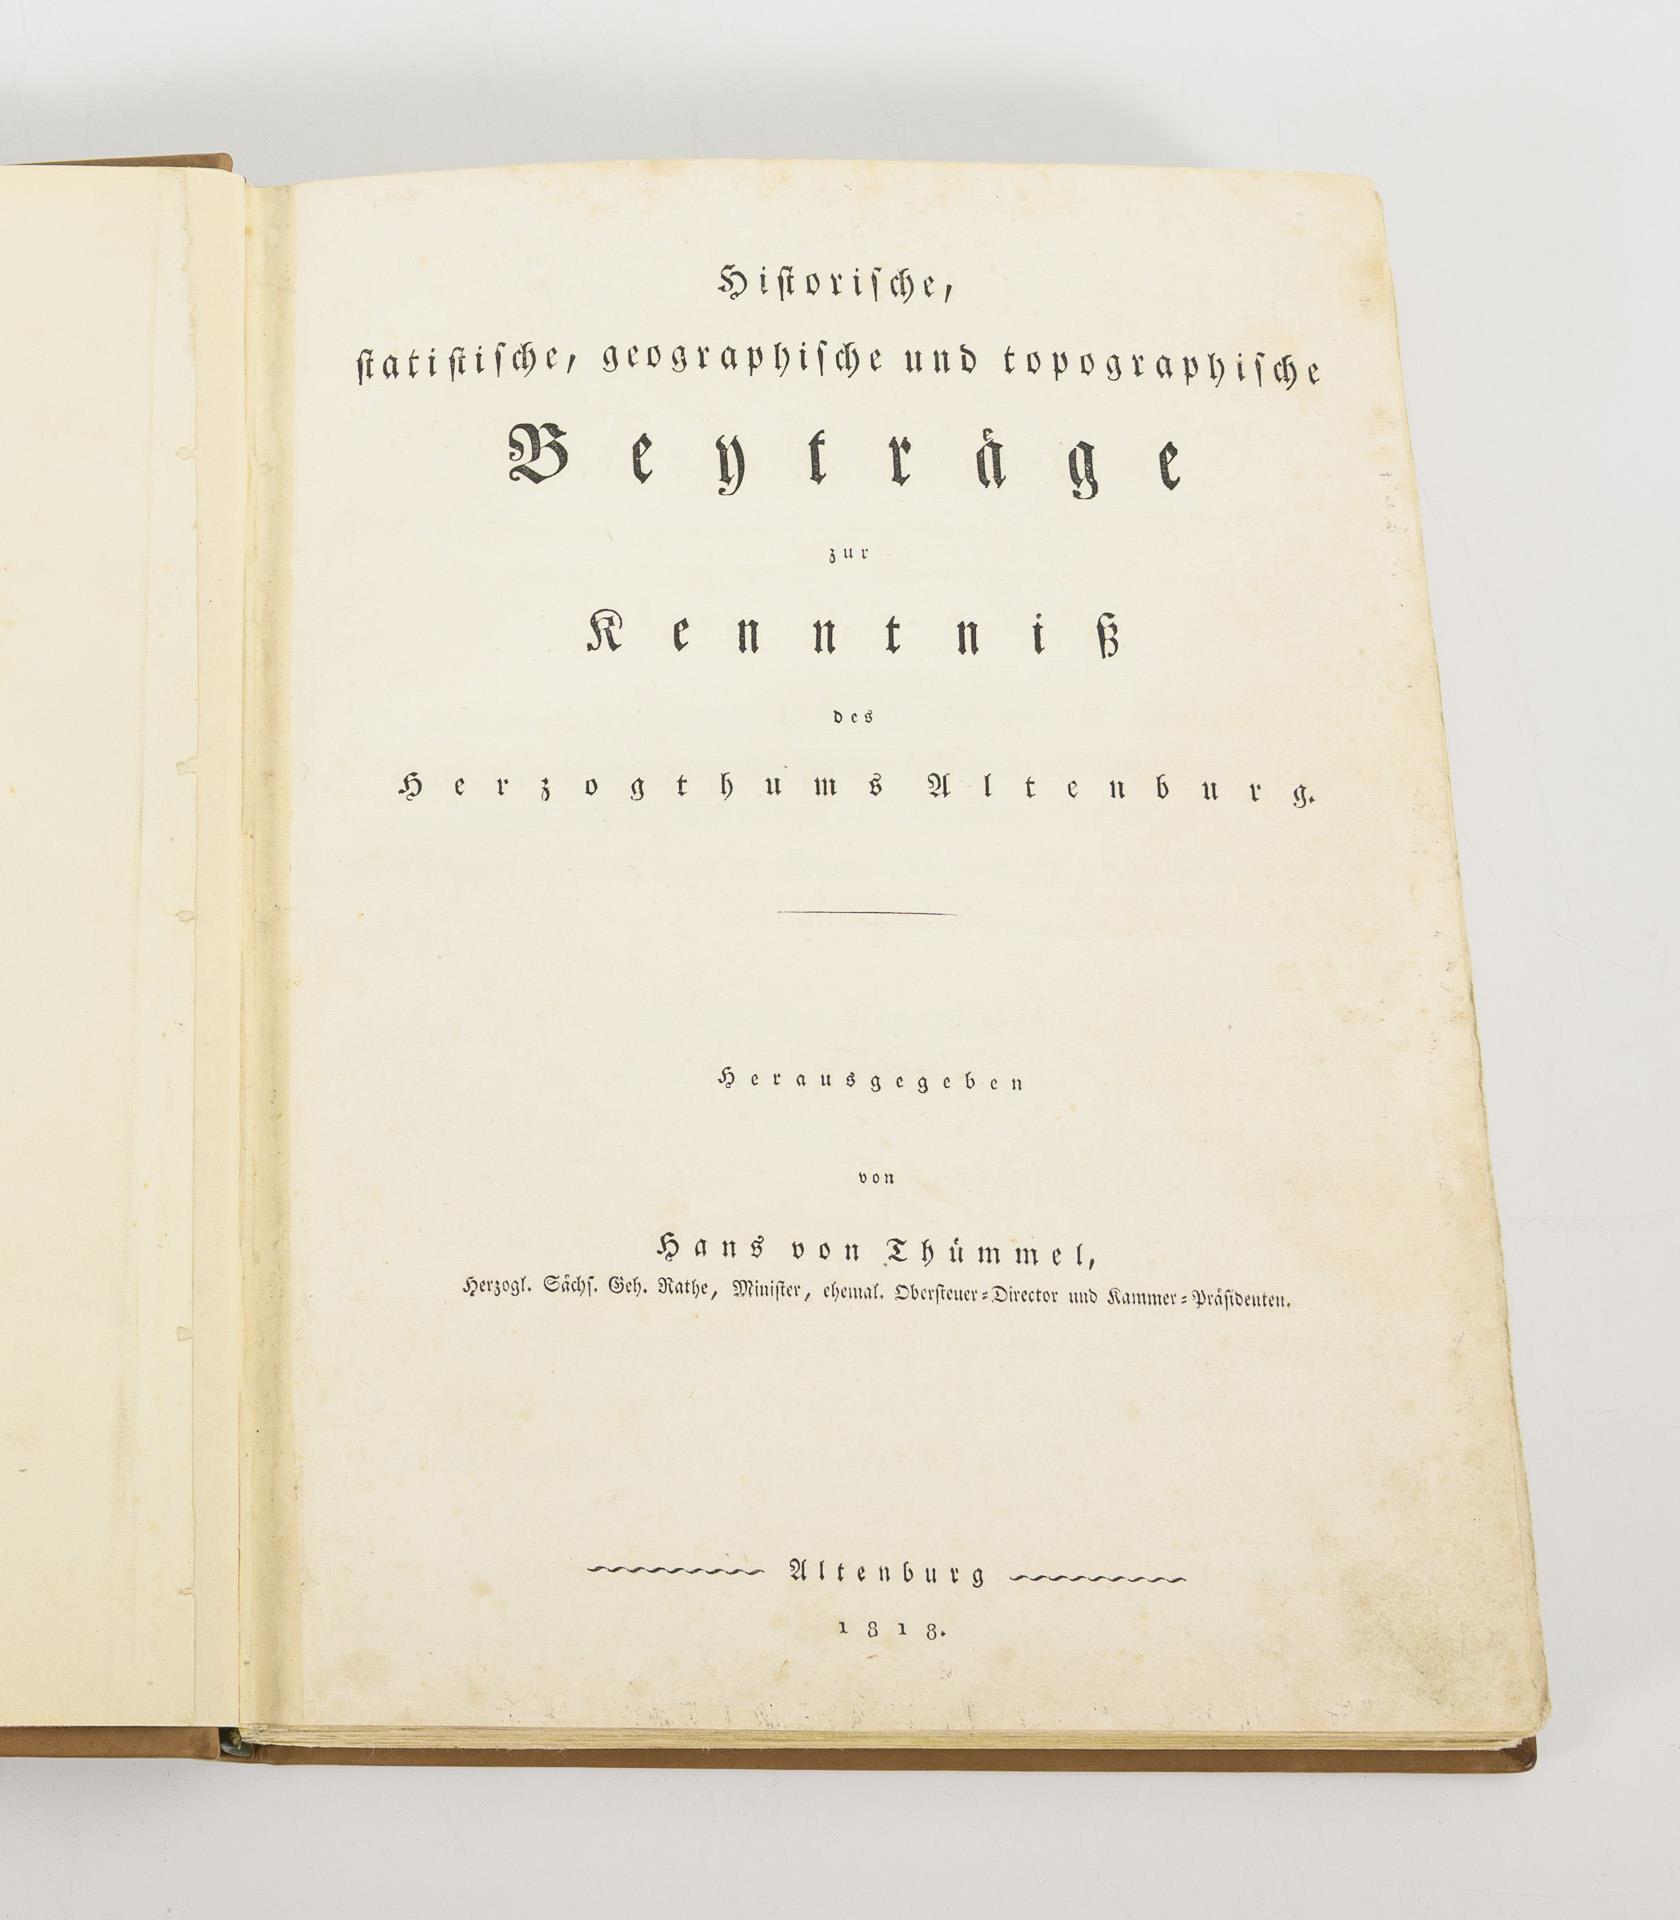 Historische,
statistische, geographische und topographische
Beyträge
zur
Kenntniß
des
Herzogthums Altenburg.
Herausgegeben
von
Hans von Thümmel,
Herzogl. Sächs. Geh. Rathe, Minister, ehemal. Obersteuer-Director und Kammer-Präsidenten.
Altenburg
1818.